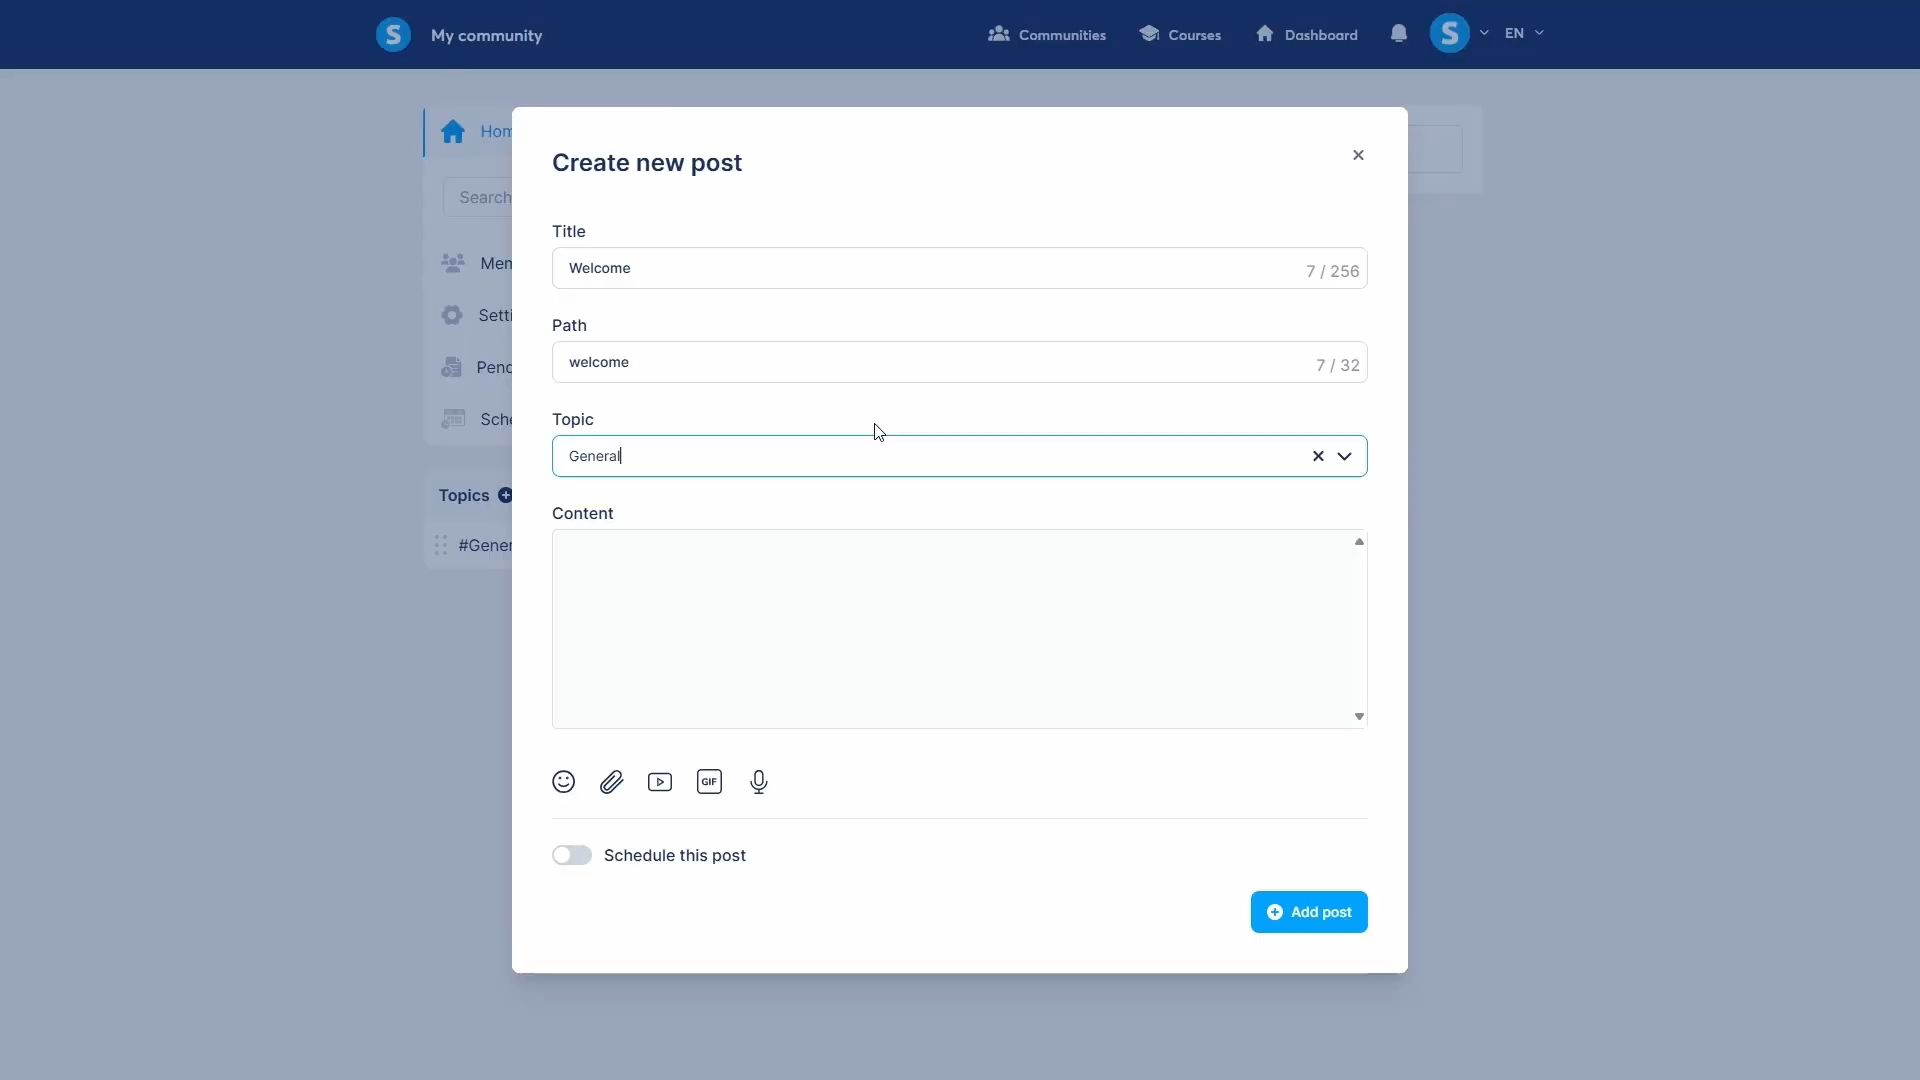 S My community Communities Courses Dashboard S EN
Hom
Search
Mem
Setti
Pend
Sche
Topics
#Gener
Create new post
Title
Welcome 7 / 256
Path
welcome 7 / 32
Topic
General
Content
GIF
Schedule this post
Add post